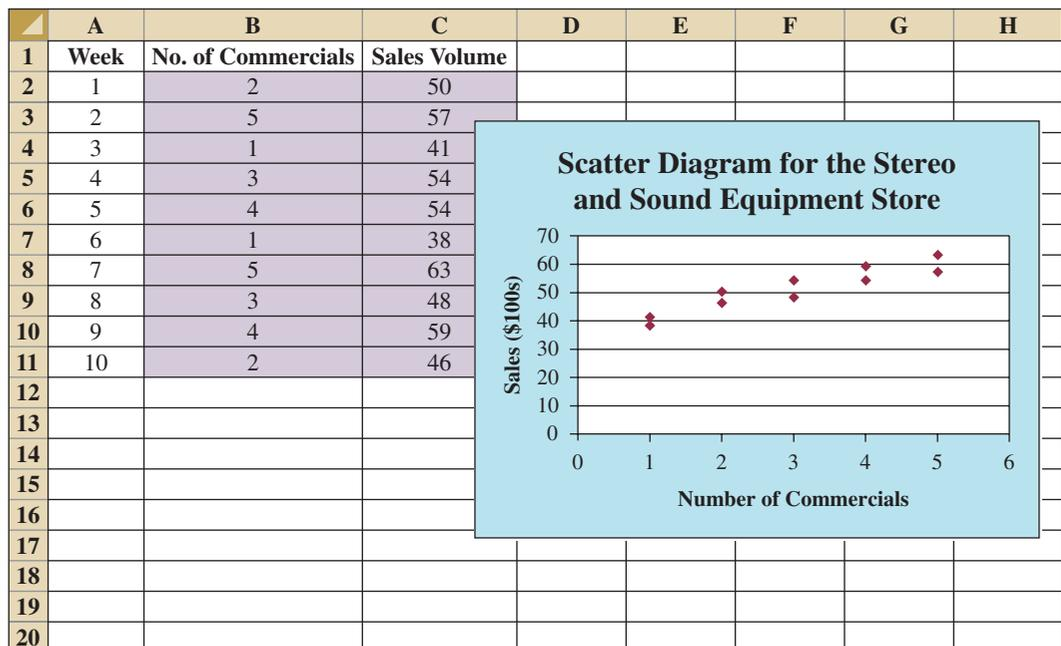 A B C D E F G H
1 Week No. of Commercials Sales Volume
2 1 2 50
3 2 5 57
4 3 1 41
5 4 3 54
6 5 4 54
7 6 1 38
8 7 5 63
9 8 3 48
10 9 4 59
11 10 2 46
12
13
14
15
16
17
18
19
20
Scatter Diagram for the Stereo
and Sound Equipment Store
Sales ($100s)
70
60
50
40
30
20
10
0
0 1 2 3 4 5 6
Number of Commercials